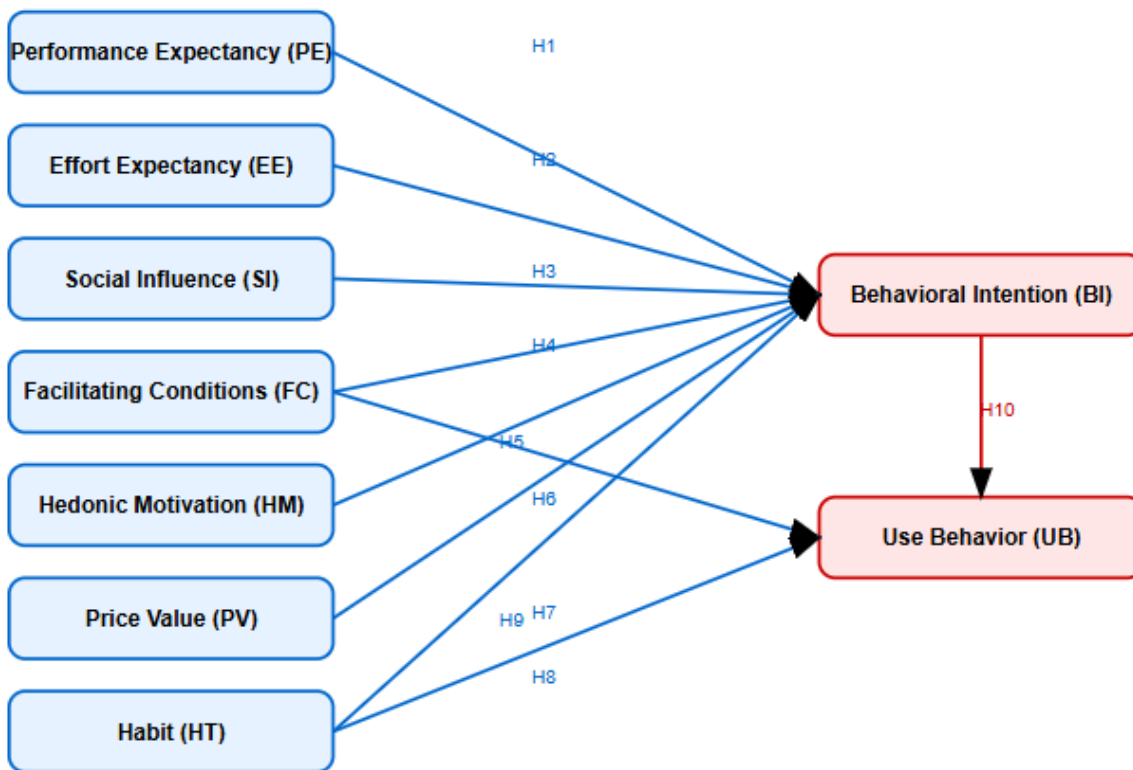 Performance Expectancy (PE)
H1
Effort Expectancy (EE)
H2
Social Influence (SI)
H3
Behavioral Intention (BI)
H4
Facilitating Conditions (FC)
H10
H5
Hedonic Motivation (HM)
H6
Use Behavior (UB)
Price Value (PV)
H9
H7
H8
Habit (HT)